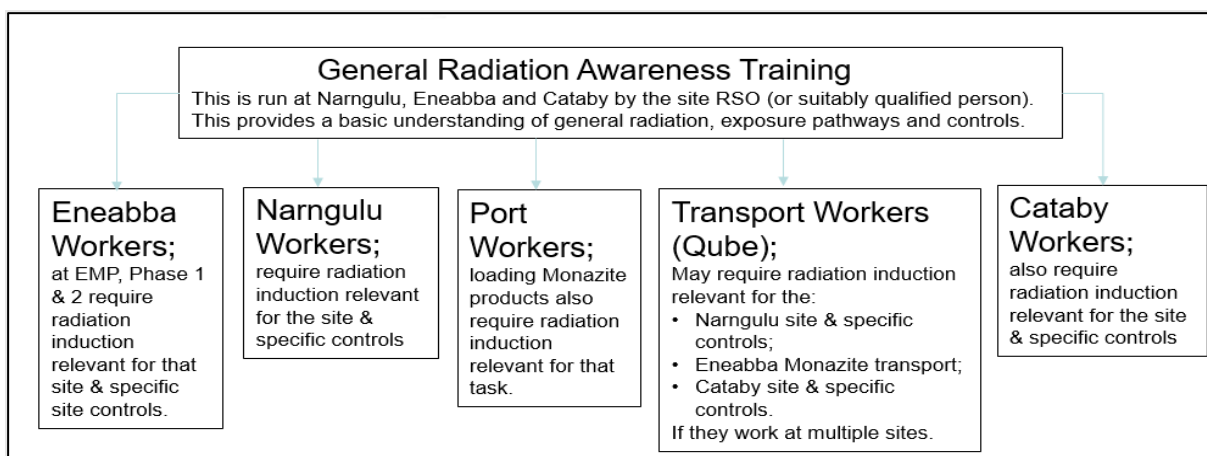 General Radiation Awareness Training
This is run at Narngulu, Eneabba and Cataby by the site RSO (or suitably qualified person).
This provides a basic understanding of general radiation, exposure pathways and controls.
Eneabba
Workers;
at EMP, Phase 1
& 2 require
radiation
induction
relevant for that
site & specific
site controls.
Narngulu
Workers;
require radiation
induction relevant
for the site &
specific controls
Port
Workers;
loading Monazite
products also
require radiation
induction
relevant for that
task.
Transport Workers
(Qube);
May require radiation induction
relevant for the:
• Narngulu site & specific
controls;
• Eneabba Monazite transport;
• Cataby site & specific
controls.
If they work at multiple sites.
Cataby
Workers;
also require
radiation induction
relevant for the site
& specific controls